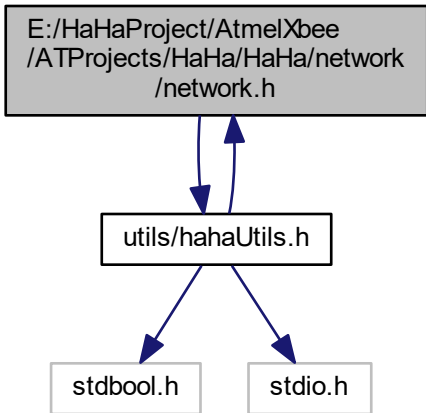 E:/HaHaProject/AtmelXbee
/ATProjects/HaHa/HaHa/network
/network.h
utils/hahaUtils.h
stdbool.h
stdio.h